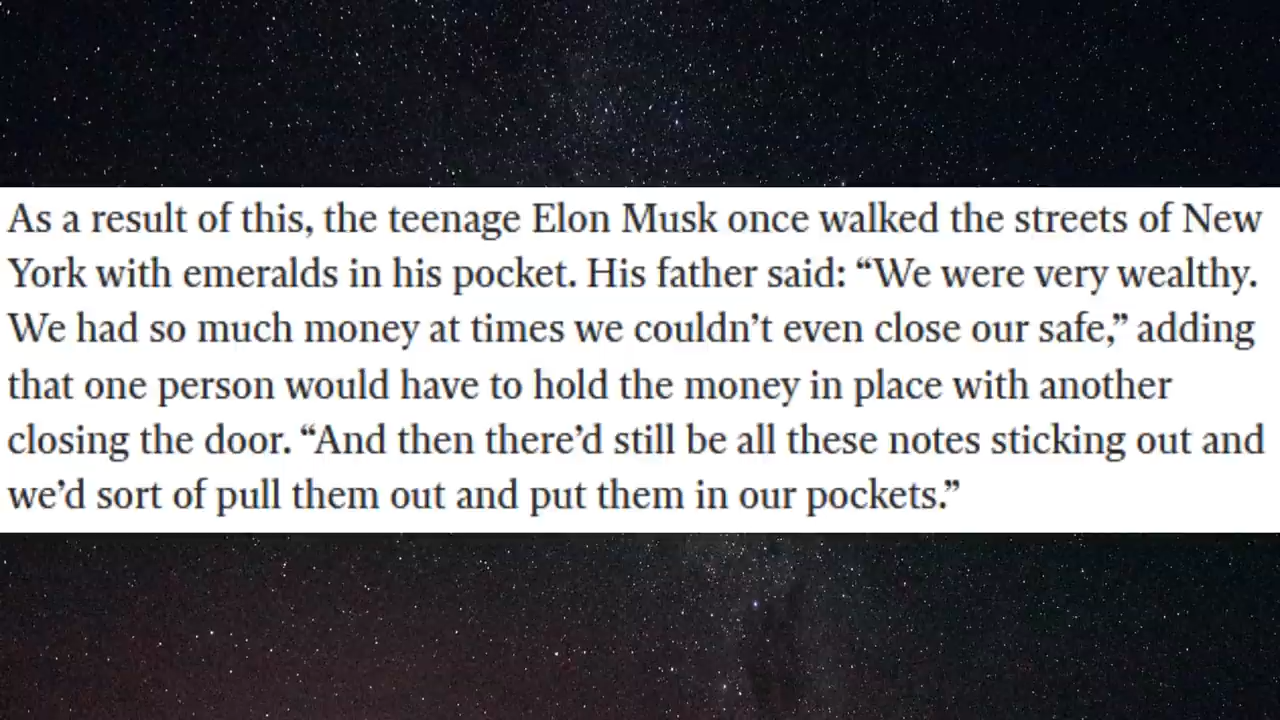 As a result of this, the teenage Elon Musk once walked the streets of New
York with emeralds in his pocket. His father said: “We were very wealthy.
We had so much money at times we couldn’t even close our safe,” adding
that one person would have to hold the money in place with another
closing the door. “And then there’d still be all these notes sticking out and
we’d sort of pull them out and put them in our pockets.”